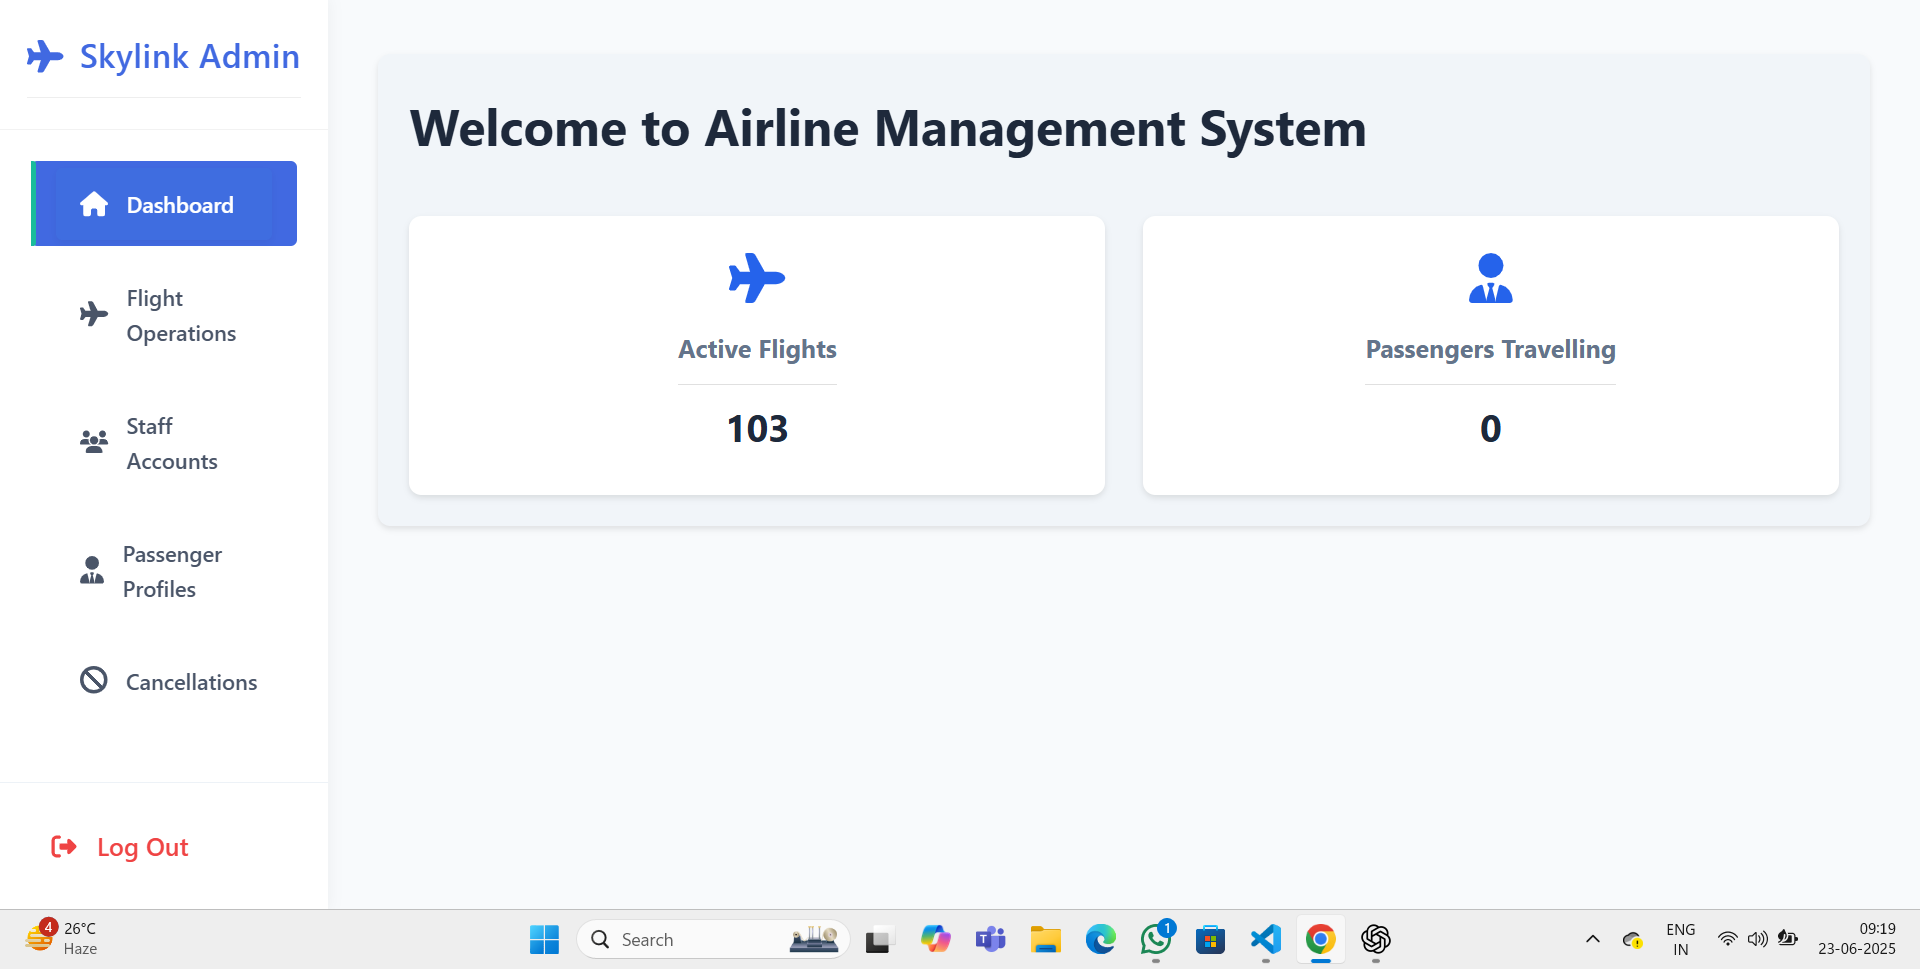 Skylink Admin
Dashboard
Flight
Operations
Staff
Accounts
Passenger
Profiles
Cancellations
Log Out
Welcome to Airline Management System
Active Flights
103
Passengers Travelling
0
4
26°C
Haze
Search
1
ENG
IN
09:19
23-06-2025